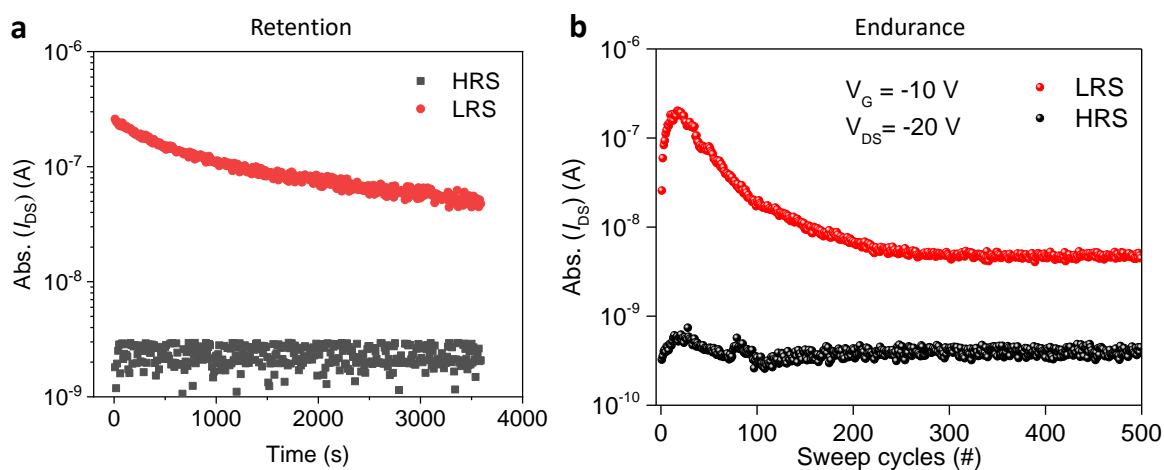 a
Retention
Abs. (I_DS) (A)
10^-6
10^-7
10^-8
10^-9
HRS
LRS
0 1000 2000 3000 4000
Time (s)
b
Endurance
Abs. (I_DS) (A)
10^-6
10^-7
10^-8
10^-9
10^-10
V_G = -10 V
V_DS= -20 V
LRS
HRS
0 100 200 300 400 500
Sweep cycles (#)